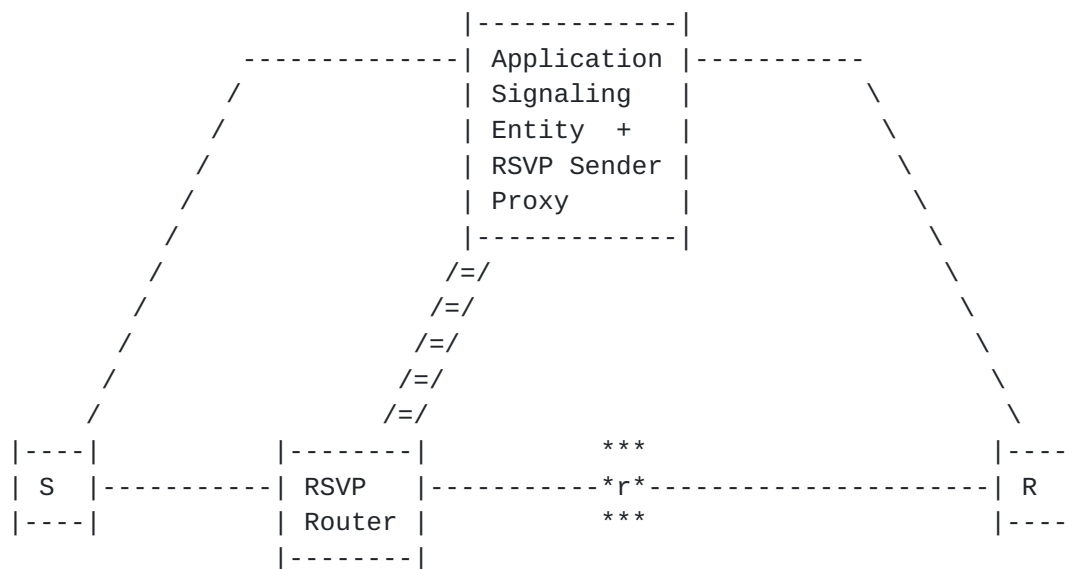 Application
Signaling
Entity +
RSVP Sender
Proxy
S
RSVP
Router
*r*
R